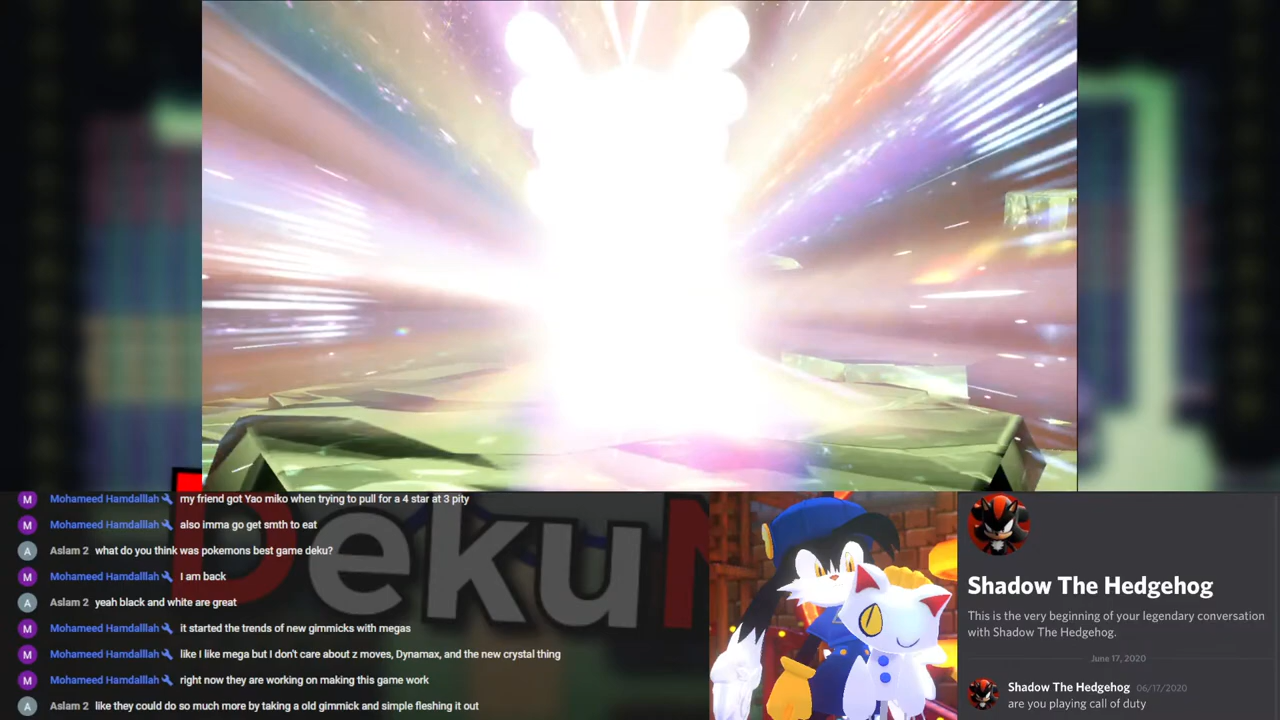 M Mohameed Hamdalllah my friend got Yao miko when trying to pull for a 4 star at 3 pity
M Mohameed Hamdalllah also imma go get smth to eat
A Aslam 2 what do you think was pokemons best game deku?
M Mohameed Hamdalllah I am back
A Aslam 2 yeah black and white are great
M Mohameed Hamdalllah it started the trends of new gimmicks with megas
M Mohameed Hamdalllah like I like mega but I don't care about z moves, Dynamax, and the new crystal thing
M Mohameed Hamdalllah right now they are working on making this game work
A Aslam 2 like they could do so much more by taking a old gimmick and simple fleshing it out
Deku
Shadow The Hedgehog
This is the very beginning of your legendary conversation
with Shadow The Hedgehog.
June 17, 2020
Shadow The Hedgehog 06/17/2020
are you playing call of duty